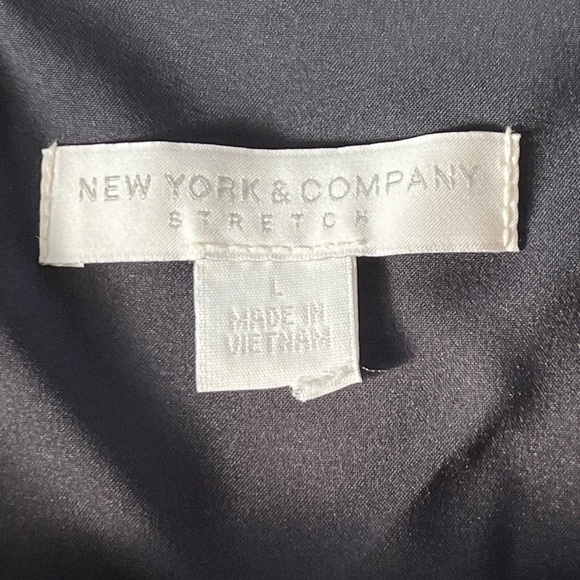 NEW YORK & COMPANY
STRETCH
L
MADE IN
VIETNAM